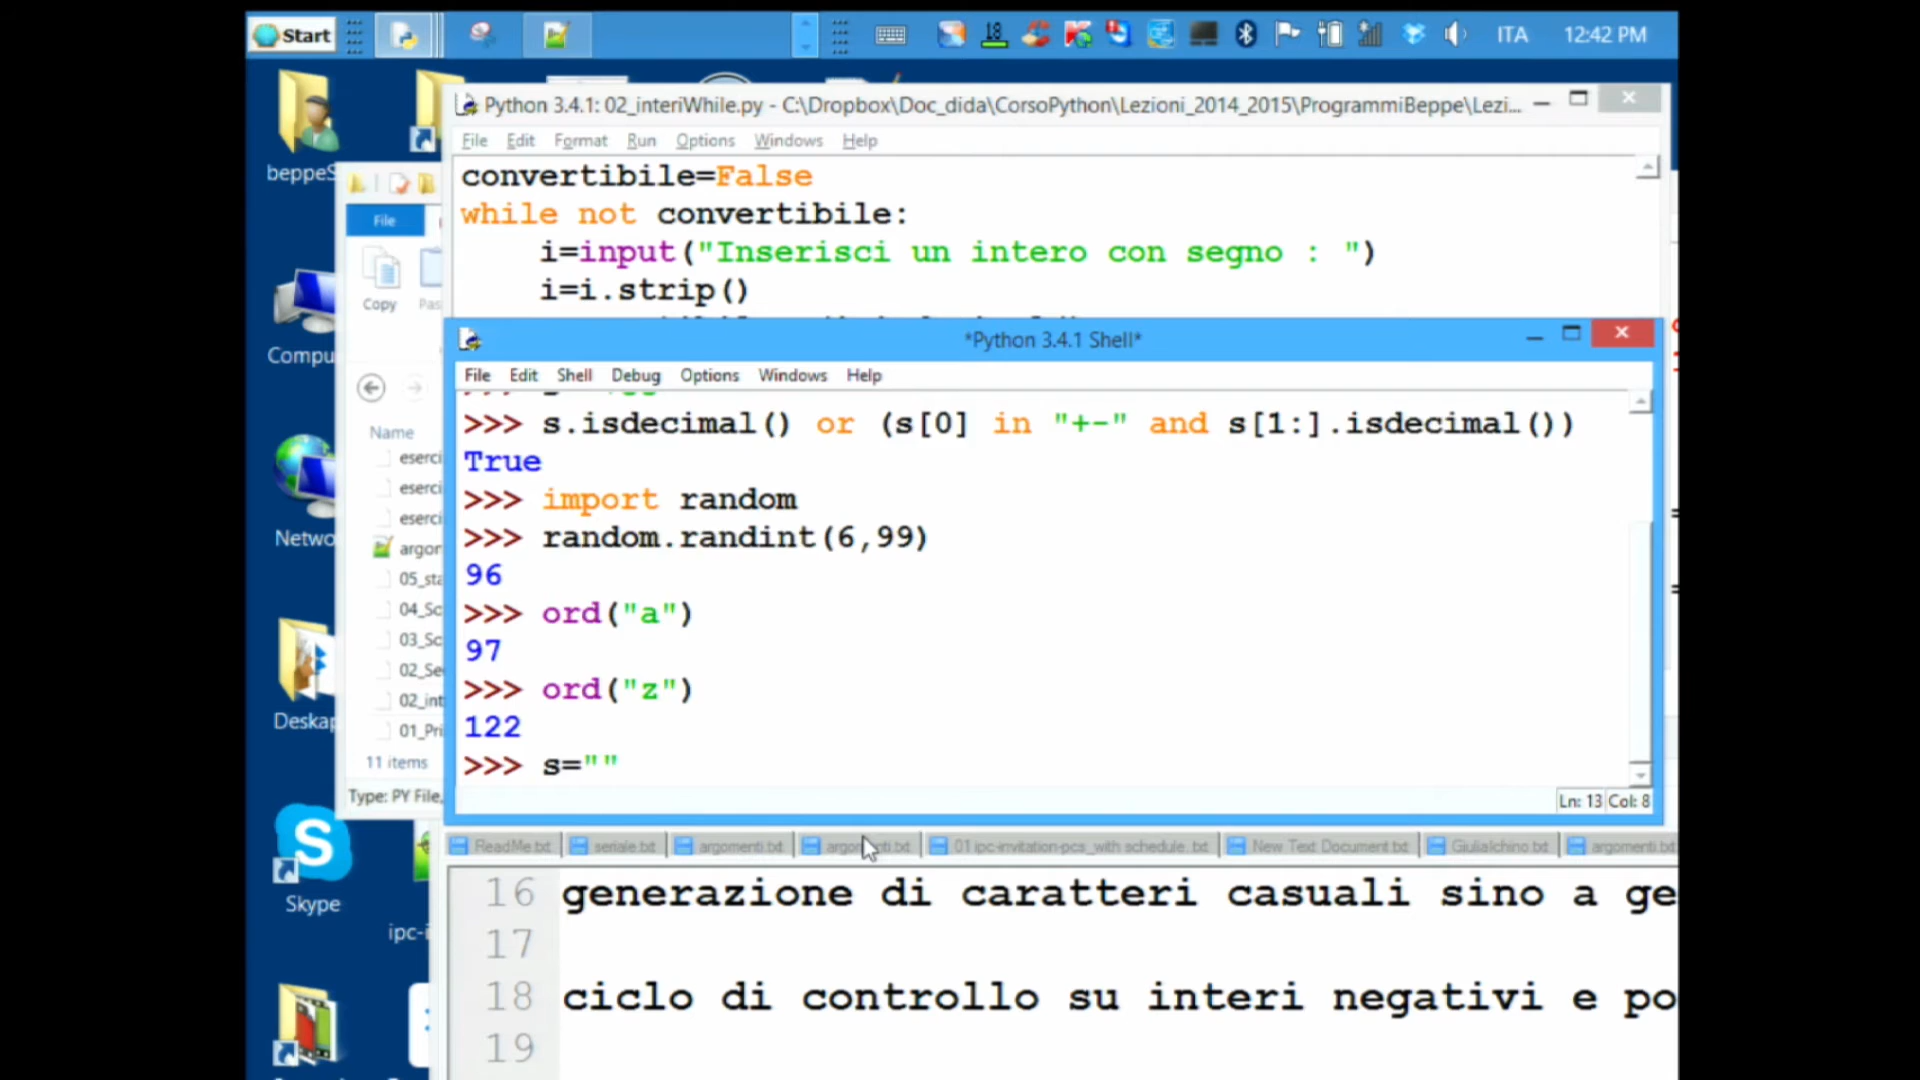 Start
18
ITA
12:42 PM
Python 3.4.1: 02_interiWhile.py - C:\Dropbox\Doc_dida\CorsoPython\Lezioni_2014_2015\ProgrammiBeppe\Lezi...
File Edit Format Run Options Windows Help
convertibile=False
while not convertibile:
i=input("Inserisci un intero con segno : ")
i=i.strip()
*Python 3.4.1 Shell*
File Edit Shell Debug Options Windows Help
>>> s.isdecimal() or (s[0] in "+-" and s[1:].isdecimal())
True
>>> import random
>>> random.randint(6,99)
96
>>> ord("a")
97
>>> ord("z")
122
>>> s=""
Ln: 13 Col: 8
beppeS
Compu
Netwo
Deskap
Skype
ipc-i
File
Copy
Pas
Name
eserci
eserci
eserci
argor
05_sta
04_Sc
03_Sc
02_Se
02_int
01_Pri
11 items
Type: PY File,
ReadMe.txt
seriale.txt
argomenti.txt
01 ipc-invitation-pcs_with schedule..txt
New Text Document.txt
GiuliaIchino.txt
argomenti.txt
16 generazione di caratteri casuali sino a ge
17
18 ciclo di controllo su interi negativi e po
19